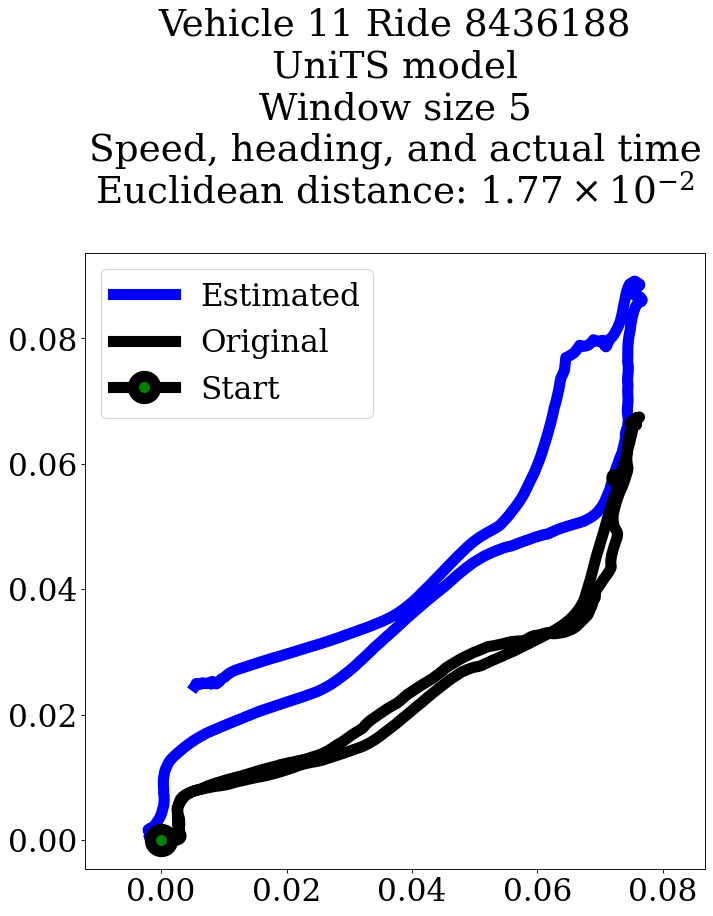 Vehicle 11 Ride 8436188
UniTS model
Window size 5
Speed, heading, and actual time
Euclidean distance: 1.77 × 10⁻²
Estimated
Original
Start
0.08
0.06
0.04
0.02
0.00
0.00 0.02 0.04 0.06 0.08